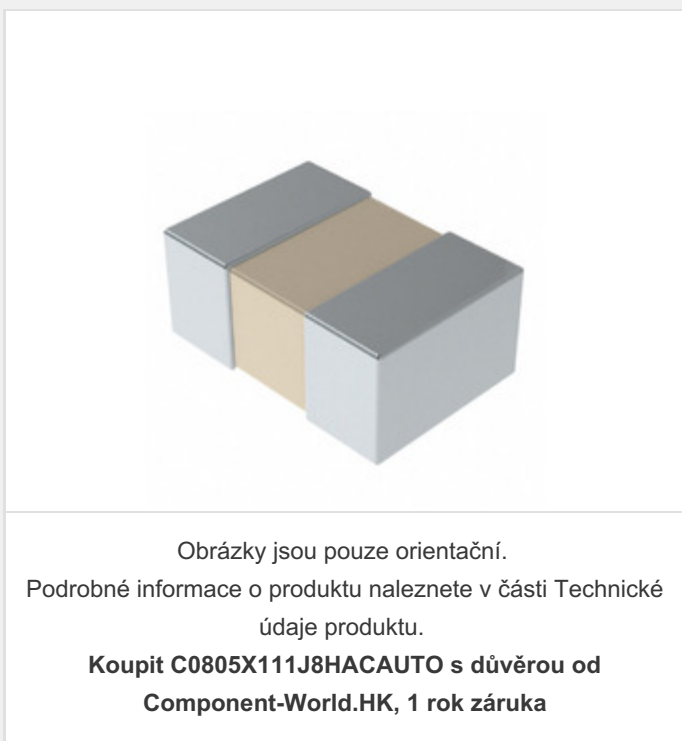 Obrázky jsou pouze orientační.
Podrobné informace o produktu naleznete v části Technické
údaje produktu.
Koupit C0805X111J8HACAUTO s důvěrou od
Component-World.HK, 1 rok záruka